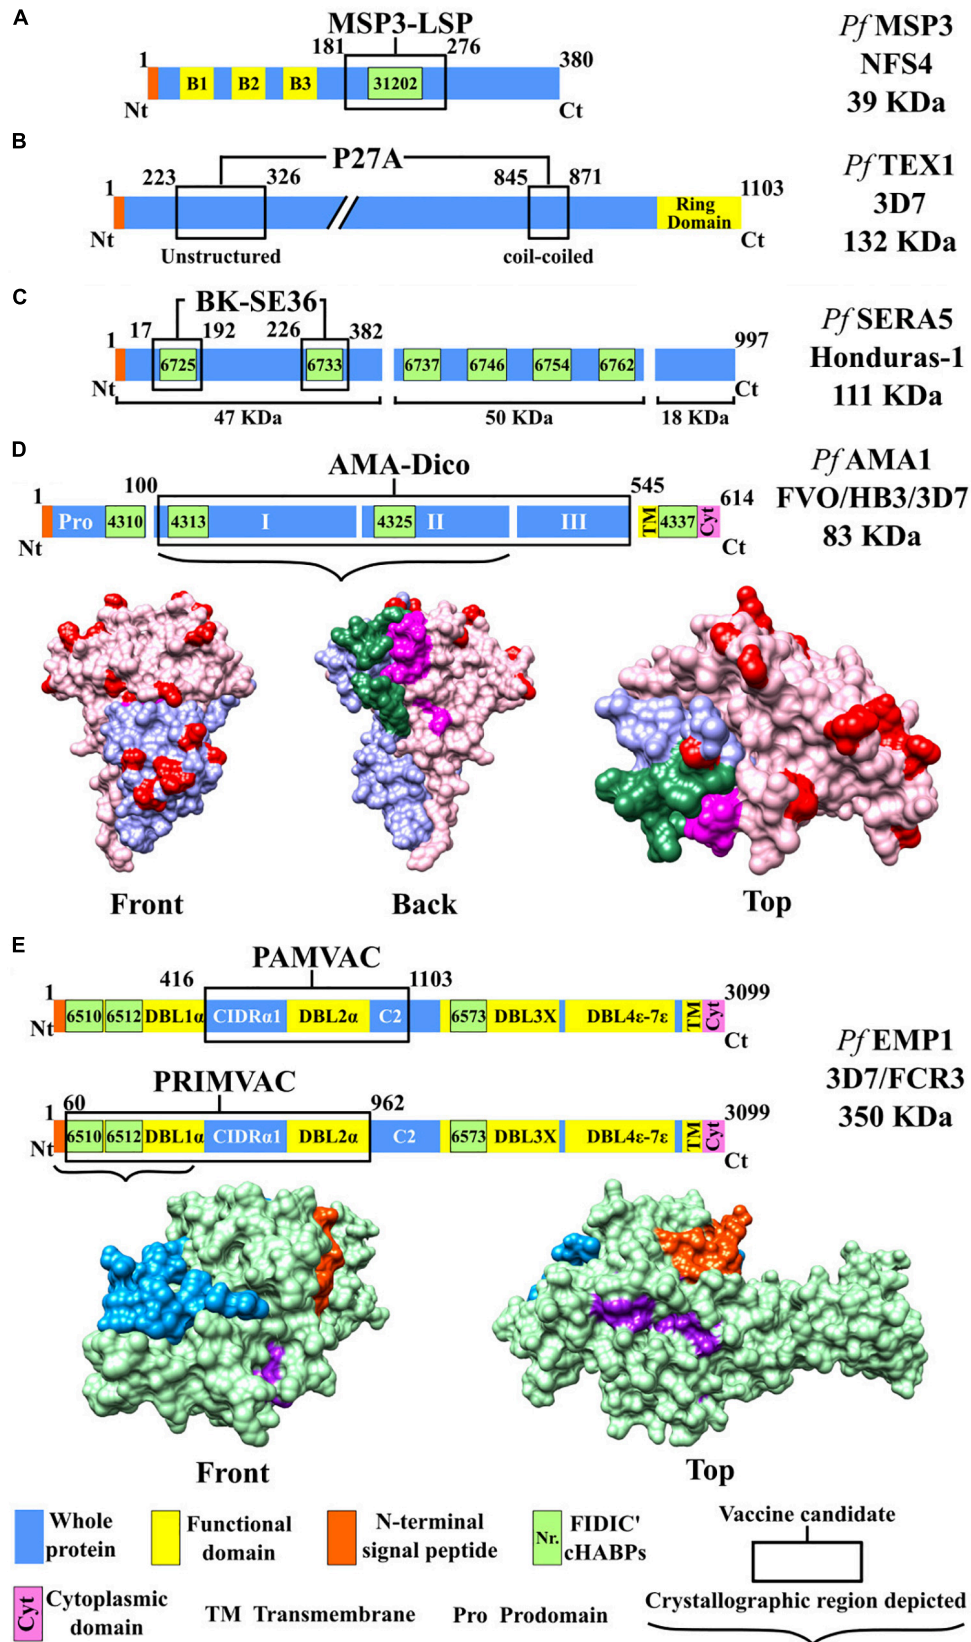 A
MSP3-LSP
1 181 276 380
B1 B2 B3 31202
Nt Ct
Pf MSP3
NFS4
39 KDa
B
P27A
1 223 326 845 871 1103
Ring
Domain
Nt Ct
Unstructured coil-coiled
Pf TEX1
3D7
132 KDa
C
BK-SE36
1 17 192 226 382 997
6725 6733 6737 6746 6754 6762
Nt Ct
47 KDa 50 KDa 18 KDa
Pf SERA5
Honduras-1
111 KDa
D
AMA-Dico
1 100 545 614
Pro 4310 4313 I 4325 II III TM 4337 Cyt
Nt Ct
Pf AMA1
FVO/HB3/3D7
83 KDa
Front Back Top
E
PAMVAC
1 416 1103 3099
Nt 6510 6512 DBL1α CIDRα1 DBL2α C2 6573 DBL3X DBL4ε-7ε TM Cyt
Ct
PRIMVAC
1 60 962 3099
Nt 6510 6512 DBL1α CIDRα1 DBL2α C2 6573 DBL3X DBL4ε-7ε TM Cyt
Ct
Pf EMP1
3D7/FCR3
350 KDa
Front Top
Whole
protein
Functional
domain
N-terminal
signal peptide
Nr. FIDIC'
cHABPs
Vaccine candidate
Cyt Cytoplasmic
domain
TM Transmembrane
Pro Prodomain
Crystallographic region depicted